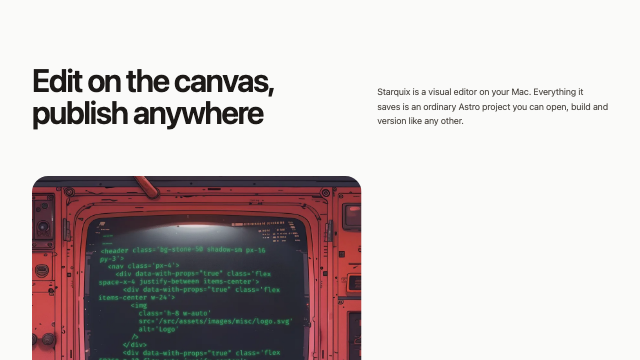 Edit on the canvas,
publish anywhere
Starquix is a visual editor on your Mac. Everything it
saves is an ordinary Astro project you can open, build and
version like any other.
<header class="bg-stone-50 shadow-sm px-16
py-3">
<nav class="ps-4">
<div data-with-props="true" class="flex
space-x-4 justify-between items-center">
<div data-with-props="true" class="flex
items-center w-24">
<img
class="h-8 w-auto"
src="/src/assets/images/misc/logo.svg"
alt="Logo"
/>
</div>
<div data-with-props="true" class="flex